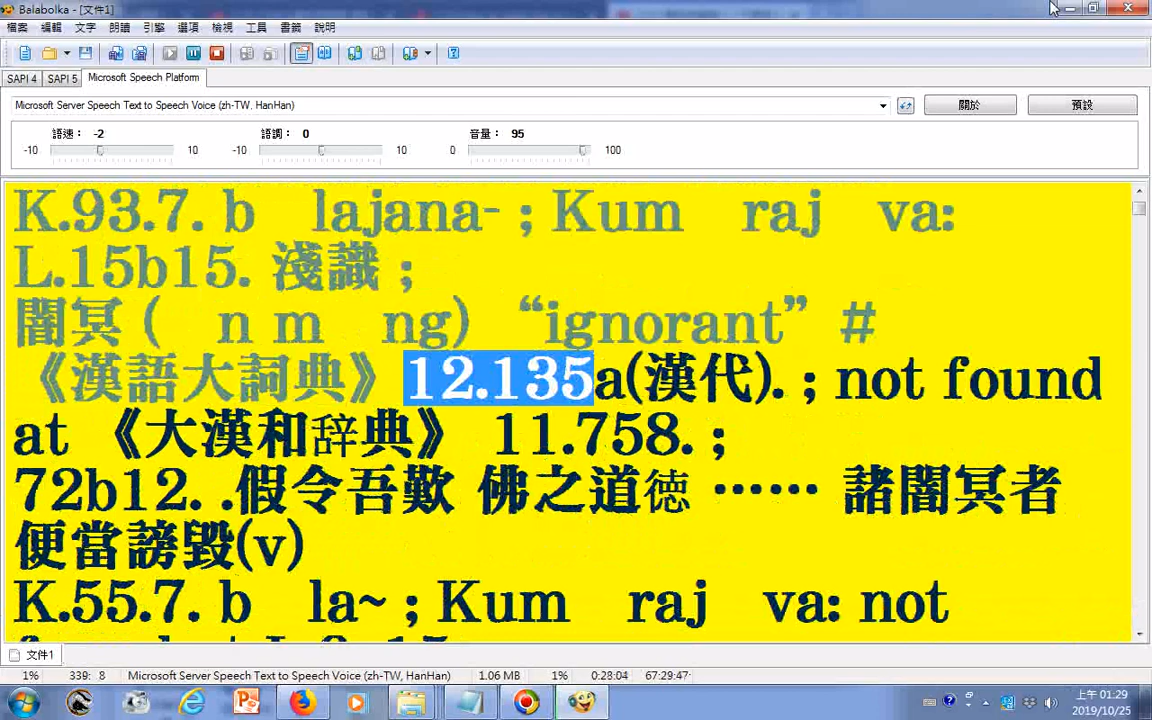 Balabolka - [文件1]
檔案 編輯 文字 朗讀 引擎 選項 檢視 工具 書籤 說明
SAPI 4 SAPI 5 Microsoft Speech Platform
Microsoft Server Speech Text to Speech Voice (zh-TW, HanHan) 關於 預設
語速： -2 語調： 0 音量： 95
-10 10 -10 10 0 100
K.93.7. b lajana- ; Kum raj va:
L.15b15. 淺識 ;
闇冥 ( n m ng) “ignorant” #
《漢語大詞典》 12.135a(漢代). ; not found
at 《大漢和辞典》 11.758. ;
72b12. .假令吾歎 佛之道徳 …… 諸闇冥者
便當謗毀(v)
K.55.7. b la~ ; Kum raj va: not
文件1
1% 339: 8 Microsoft Server Speech Text to Speech Voice (zh-TW, HanHan) 1.06 MB 1% 0:28:04 67:29:47
上午 01:29
2019/10/25